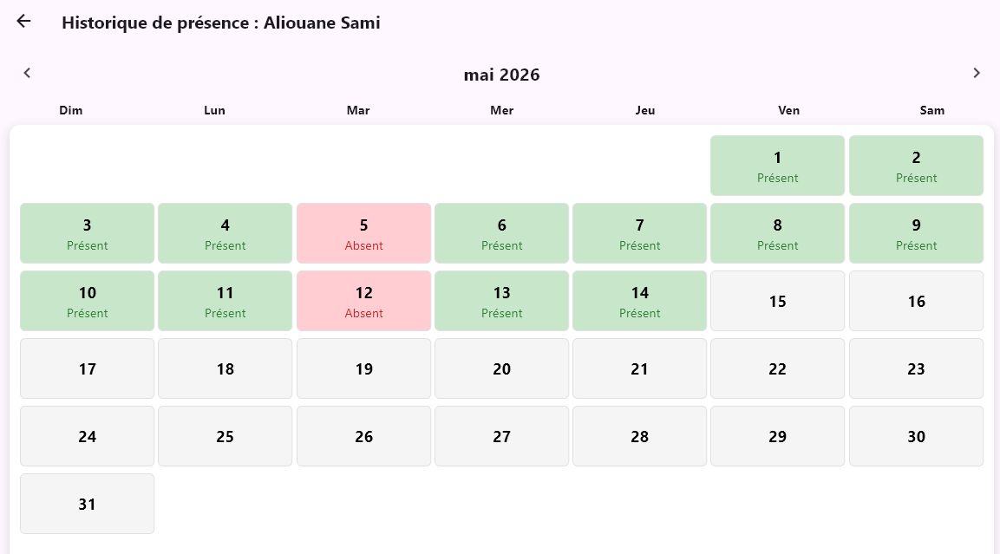 Historique de présence : Aliouane Sami
mai 2026
Dim Lun Mar Mer Jeu Ven Sam
1 2
Présent Présent
3 4 5 6 7 8 9
Présent Présent Absent Présent Présent Présent Présent
10 11 12 13 14 15 16
Présent Présent Absent Présent Présent
17 18 19 20 21 22 23
24 25 26 27 28 29 30
31